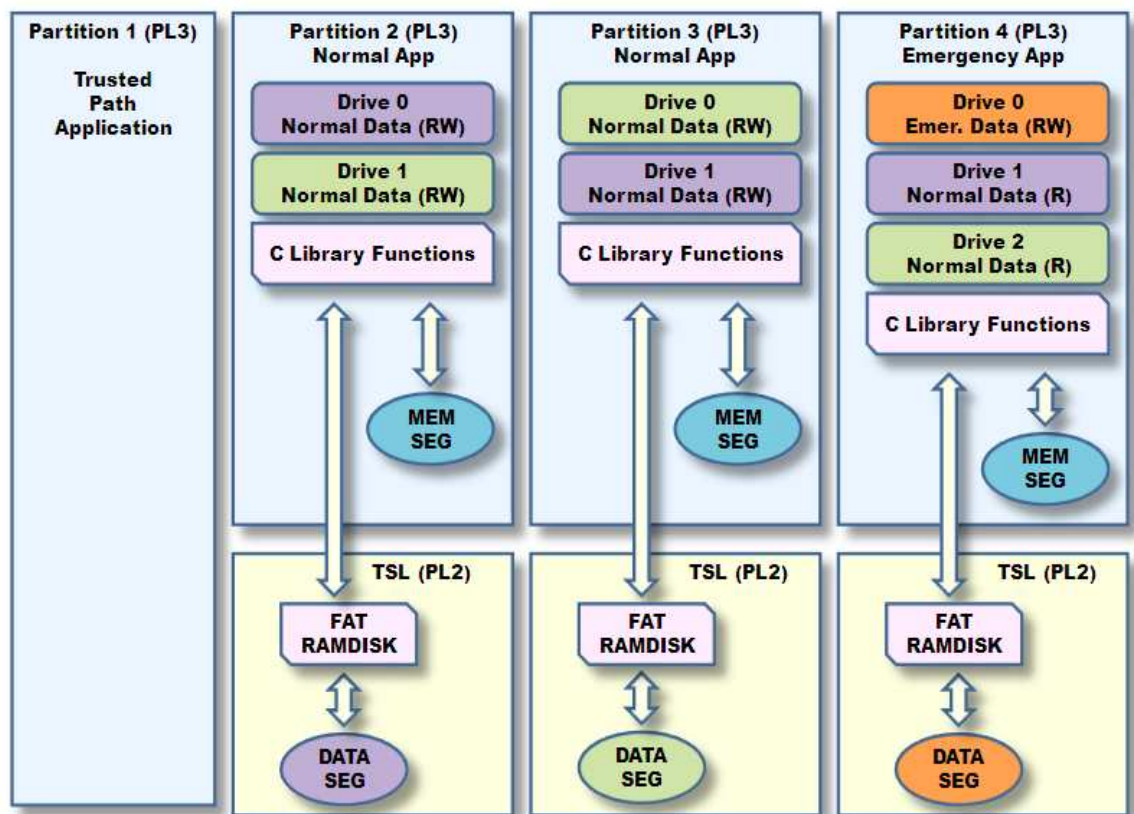 Partition 1 (PL3)
Trusted
Path
Application
Partition 2 (PL3)
Normal App
Drive 0
Normal Data (RW)
Drive 1
Normal Data (RW)
C Library Functions
MEM
SEG
TSL (PL2)
FAT
RAMDISK
DATA
SEG
Partition 3 (PL3)
Normal App
Drive 0
Normal Data (RW)
Drive 1
Normal Data (RW)
C Library Functions
MEM
SEG
TSL (PL2)
FAT
RAMDISK
DATA
SEG
Partition 4 (PL3)
Emergency App
Drive 0
Emer. Data (RW)
Drive 1
Normal Data (R)
Drive 2
Normal Data (R)
C Library Functions
MEM
SEG
TSL (PL2)
FAT
RAMDISK
DATA
SEG